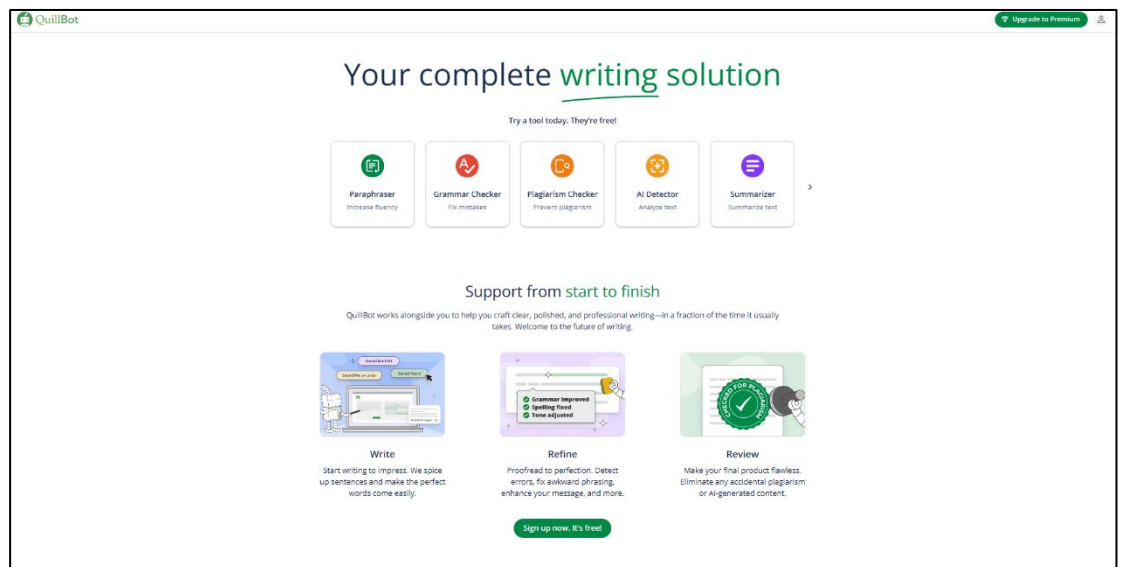 QuillBot
Upgrade to Premium
Your complete writing solution
Try a tool today. They're free!
Paraphraser
Increase fluency
Grammar Checker
Fix mistakes
Plagiarism Checker
Prevent plagiarism
AI Detector
Analyze text
Summarizer
Summarize text
Support from start to finish
QuillBot works alongside you to help you craft clear, polished, and professional writing—in a fraction of the time it usually
takes. Welcome to the future of writing.
Grammar improved
Spelling fixed
Tone adjusted
CHECKED FOR PLAGIARISM
Write
Start writing to impress. We spice
up sentences and make the perfect
words come easily.
Refine
Proofread to perfection. Detect
errors, fix awkward phrasing,
enhance your message, and more.
Review
Make your final product flawless.
Eliminate any accidental plagiarism
or AI-generated content.
Sign up now. It's free!